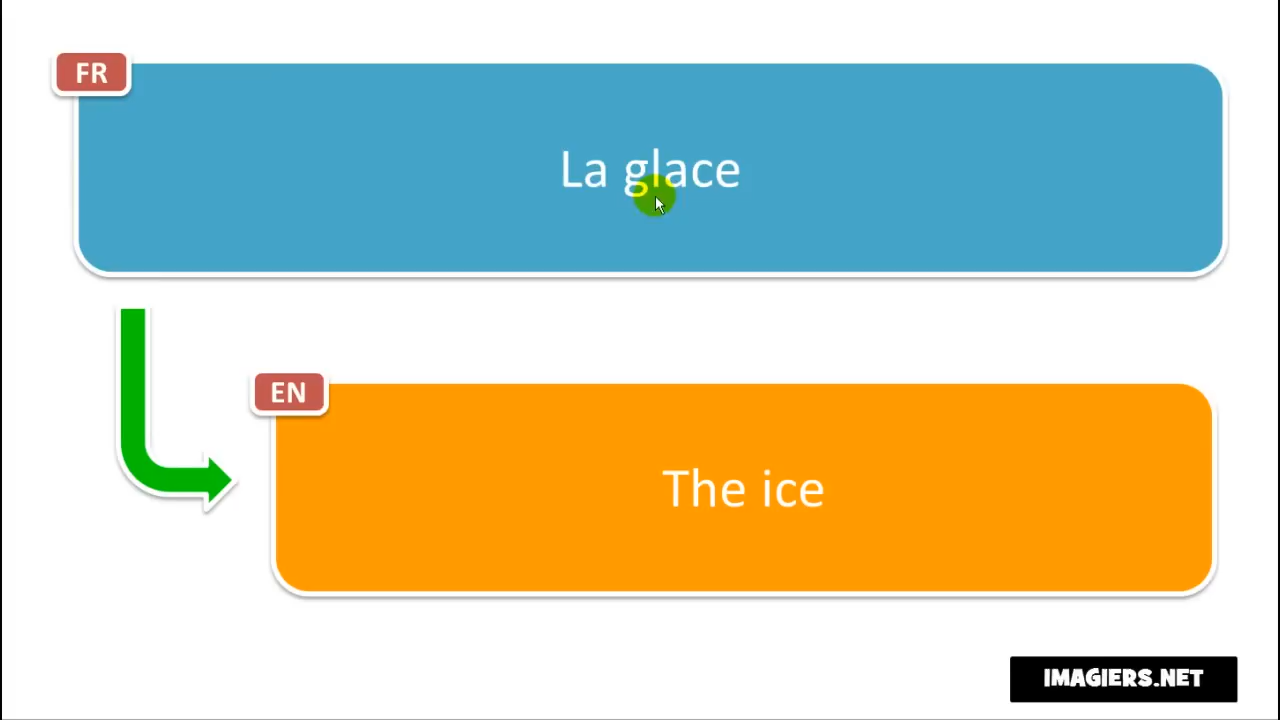 FR
La glace
EN
The ice
IMAGIERS.NET